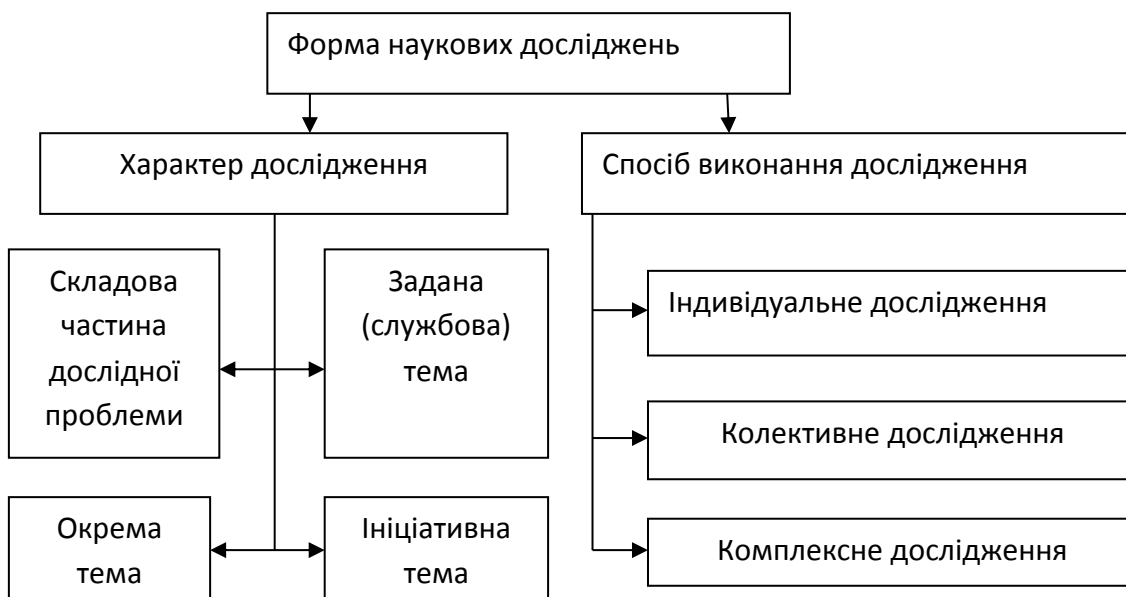 Форма наукових досліджень
Характер дослідження
Спосіб виконання дослідження
Складова
частина
дослідної
проблеми
Задана
(службова)
тема
Окрема
тема
Ініціативна
тема
Індивідуальне дослідження
Колективне дослідження
Комплексне дослідження